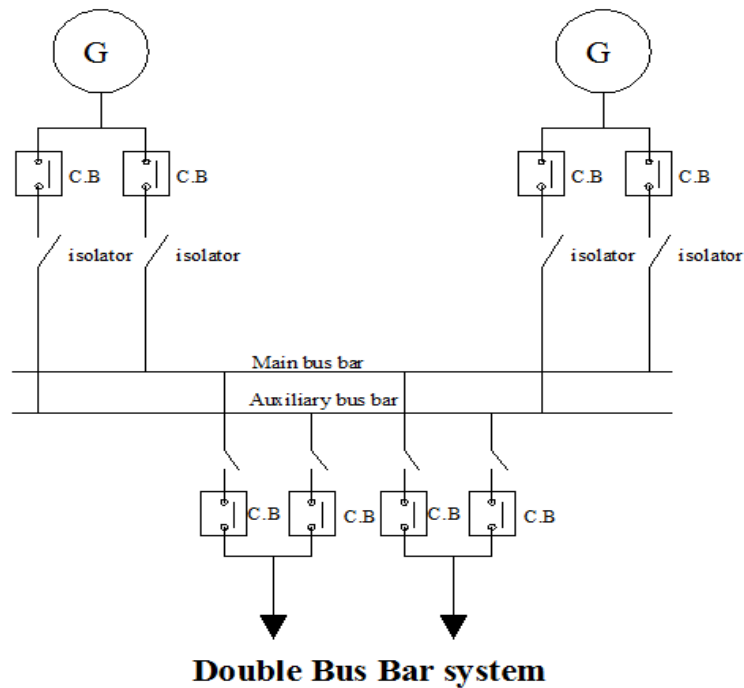 G G
C.B C.B C.B C.B
isolator isolator isolator isolator
Main bus bar
Auxiliary bus bar
C.B C.B C.B C.B
Double Bus Bar system